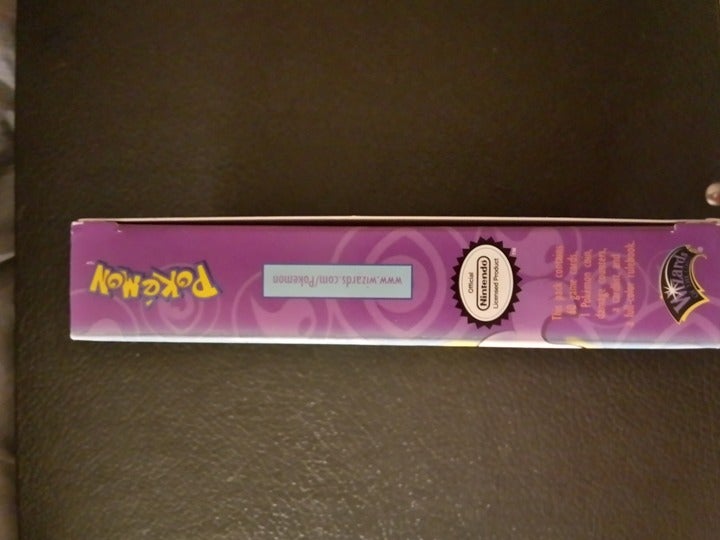 POKéMON
www.wizards.com/Pokemon
Official
Nintendo
Licensed Product
This pack contains
60 game cards,
1 Pokémon coin,
damage counters,
a playmat, and
a full-color rulebook.
Wizards